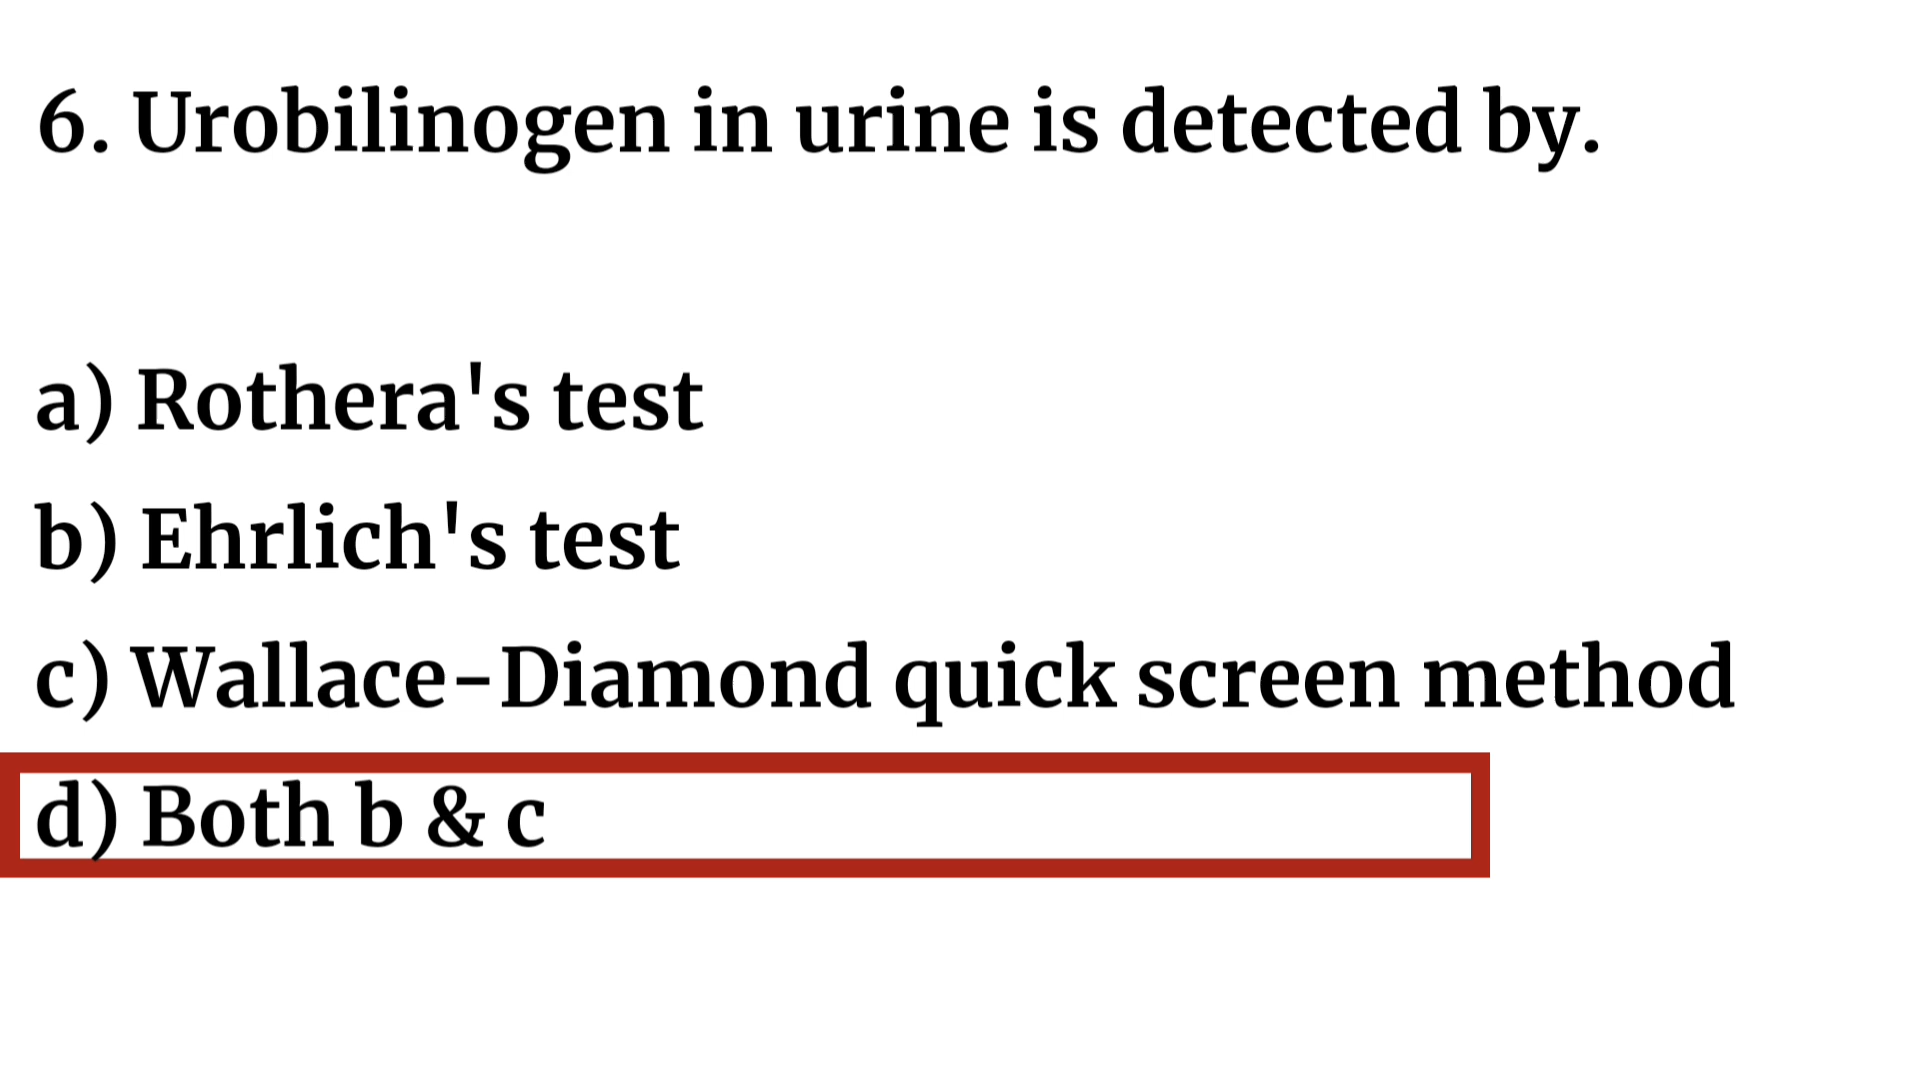 6. Urobilinogen in urine is detected by.
a) Rothera's test
b) Ehrlich's test
c) Wallace-Diamond quick screen method
d) Both b & c